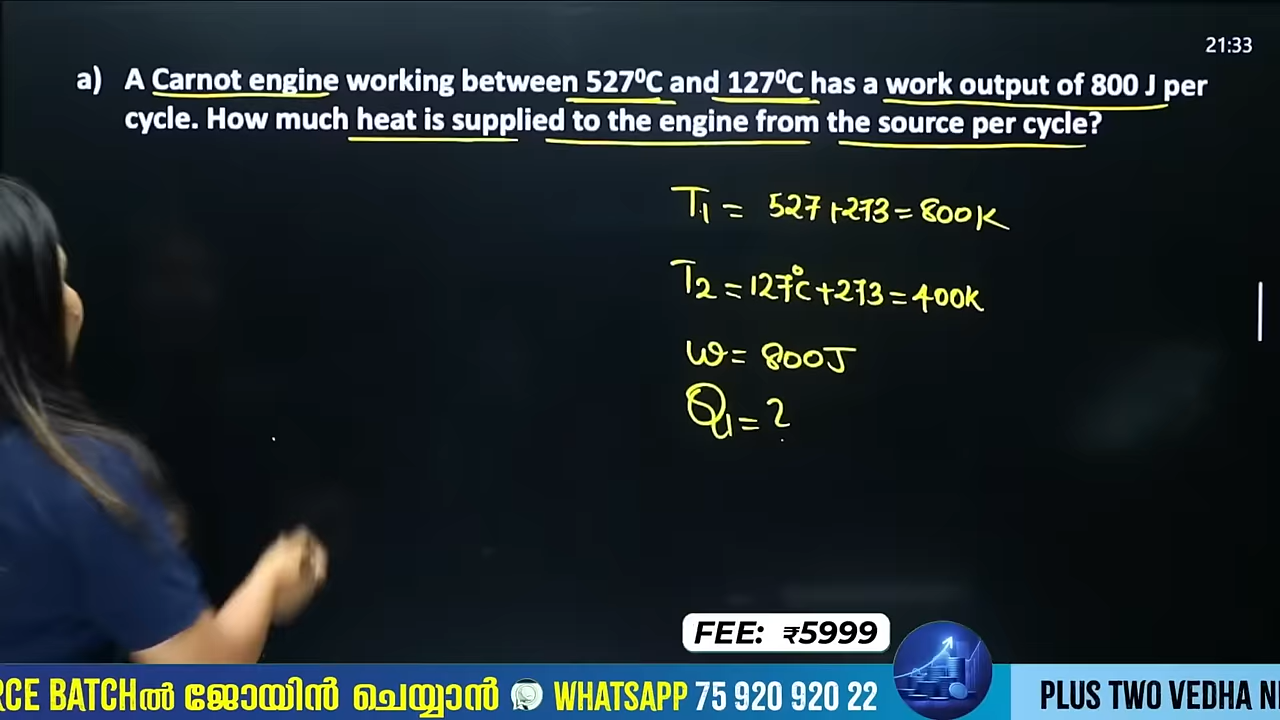 21:33
a) A Carnot engine working between 527⁰C and 127⁰C has a work output of 800 J per
cycle. How much heat is supplied to the engine from the source per cycle?
T₁ = 527+273=800K
T₂ =127°C+273=400K
W= 800J
Q₁= ?
FEE: ₹5999
RCE BATCHൽ ജോയിൻ ചെയ്യാൻ WHATSAPP 75 920 920 22 PLUS TWO VEDHA N